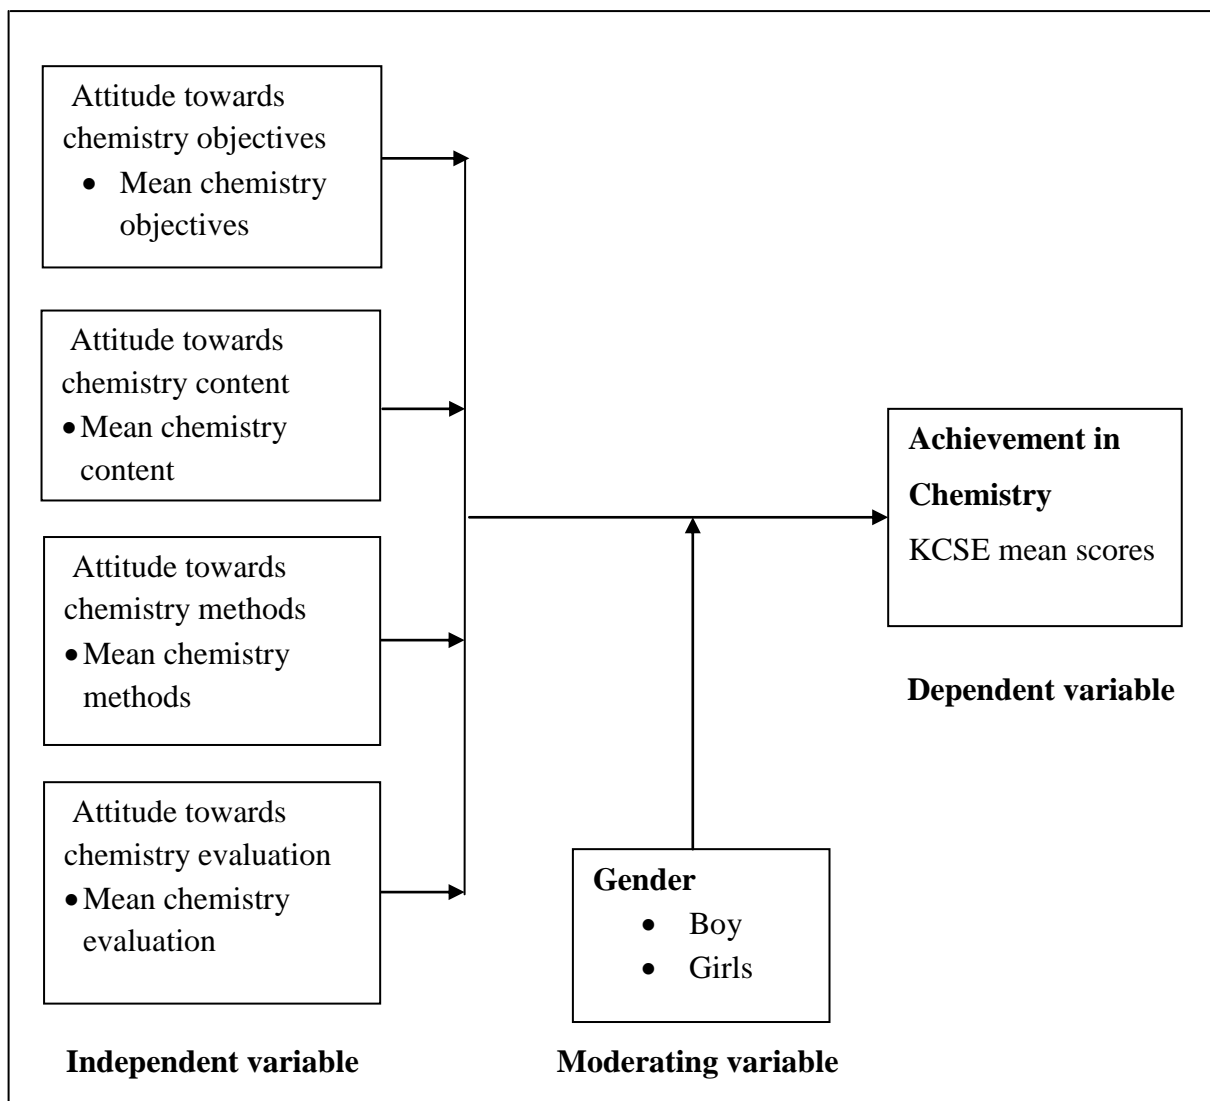 Attitude towards
chemistry objectives
• Mean chemistry
objectives
Attitude towards
chemistry content
• Mean chemistry
content
Attitude towards
chemistry methods
• Mean chemistry
methods
Attitude towards
chemistry evaluation
• Mean chemistry
evaluation
Independent variable
Gender
• Boy
• Girls
Moderating variable
Achievement in
Chemistry
KCSE mean scores
Dependent variable